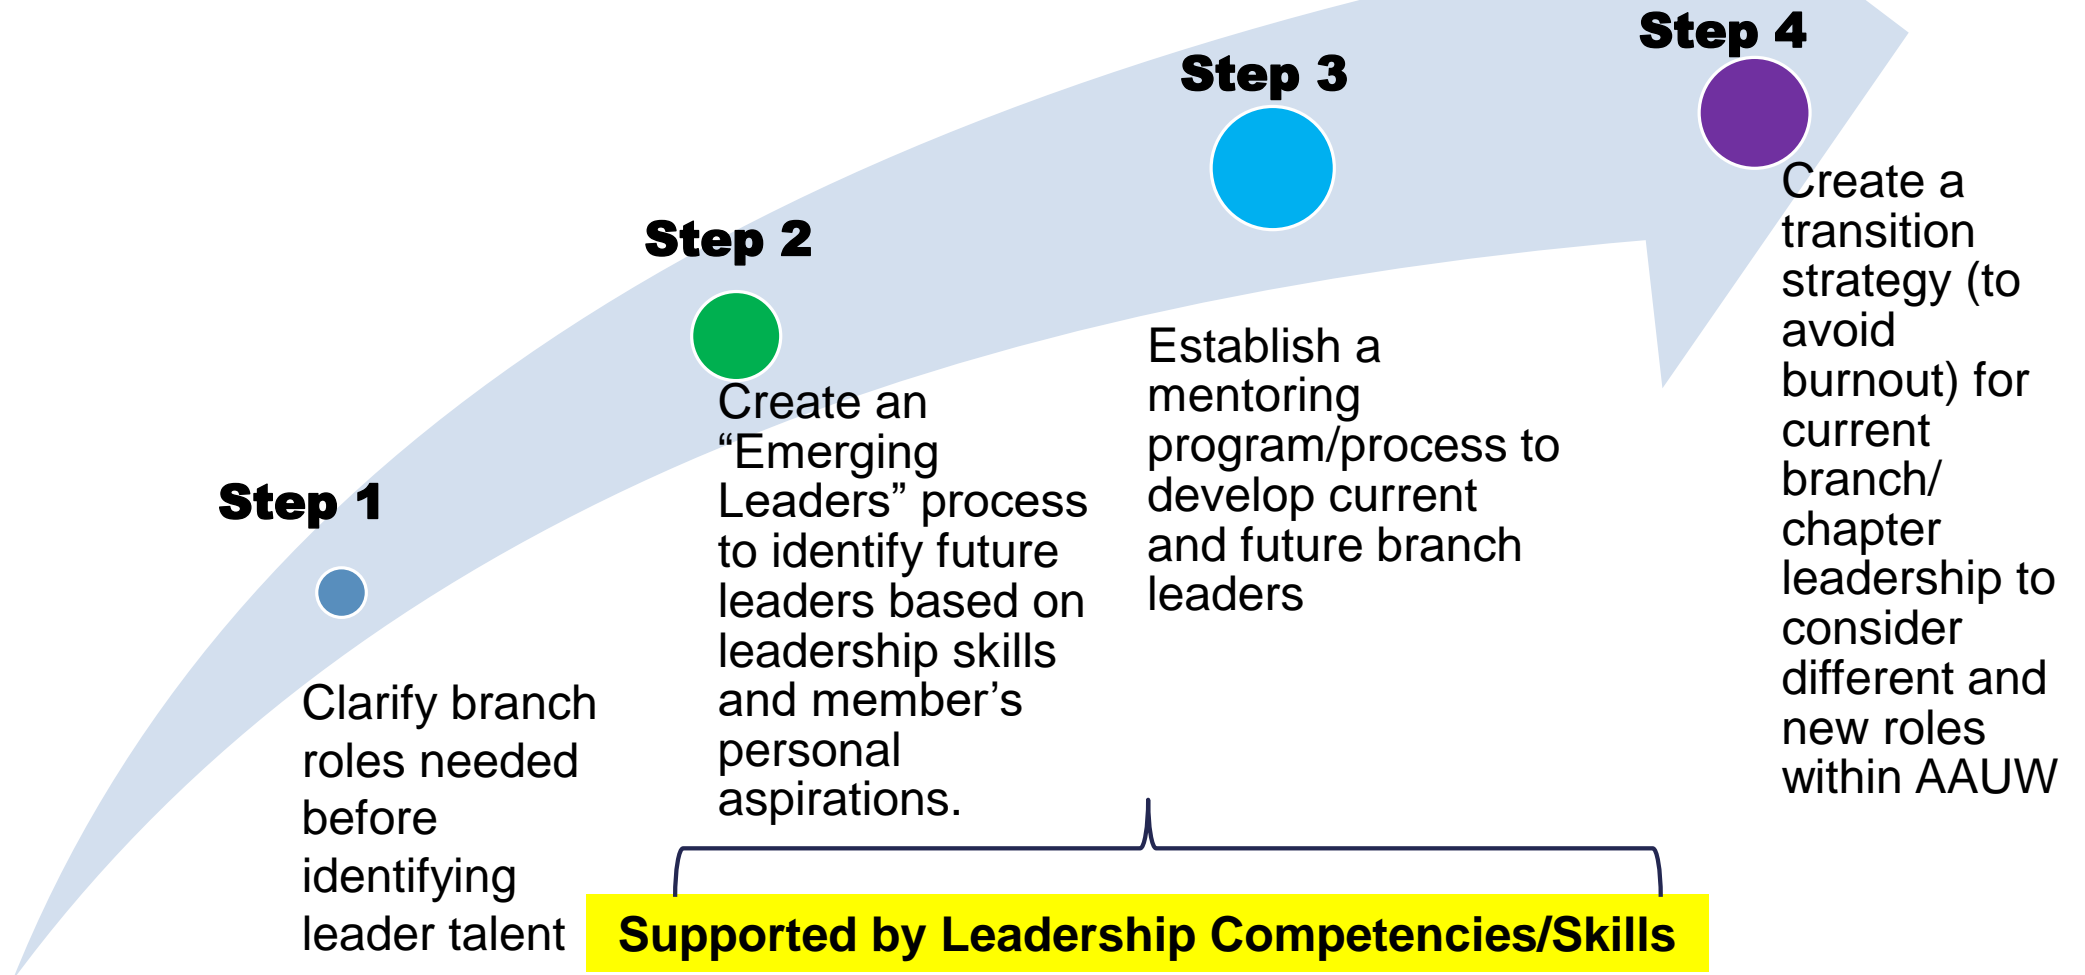 Step 1
Clarify branch
roles needed
before
identifying
leader talent
Step 2
Create an
“Emerging
Leaders” process
to identify future
leaders based on
leadership skills
and member’s
personal
aspirations.
Step 3
Establish a
mentoring
program/process to
develop current
and future branch
leaders
Step 4
Create a
transition
strategy (to
avoid
burnout) for
current
branch/
chapter
leadership to
consider
different and
new roles
within AAUW
Supported by Leadership Competencies/Skills